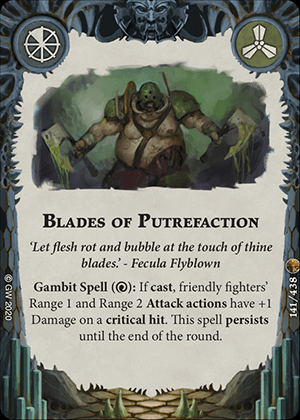 BLADES OF PUTREFACTION
‘Let flesh rot and bubble at the touch of thine
blades.’ - Fecula Flyblown
Gambit Spell (): If cast, friendly fighters’
Range 1 and Range 2 Attack actions have +1
Damage on a critical hit. This spell persists
until the end of the round.
© GW 2020
141/438